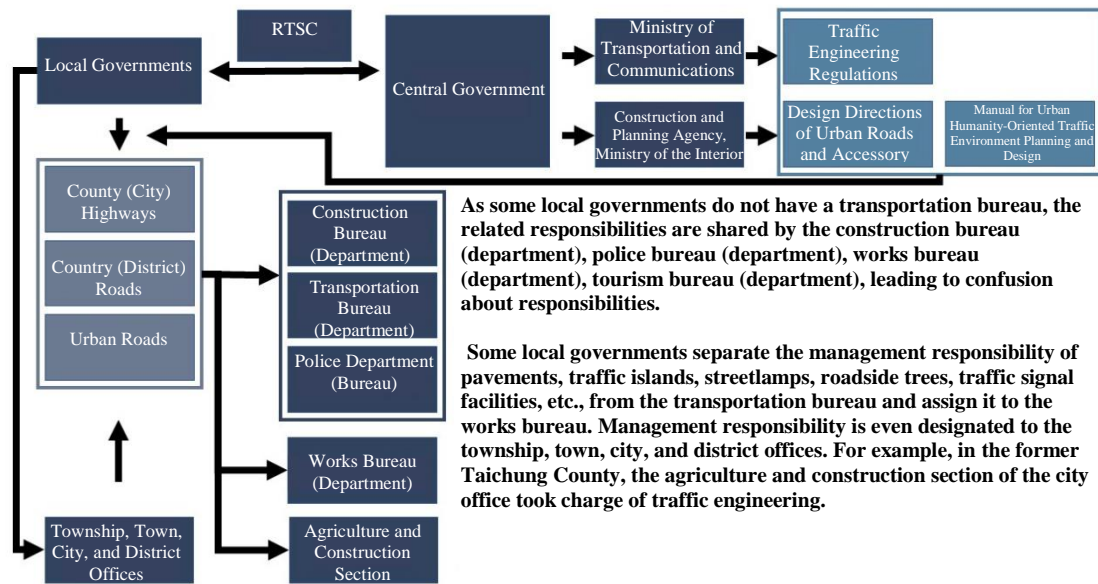 RTSC
Local Governments
Central Government
Ministry of
Transportation and
Communications
Traffic
Engineering
Regulations
Construction and
Planning Agency,
Ministry of the Interior
Design Directions
of Urban Roads
and Accessory
Manual for Urban
Humanity-Oriented Traffic
Environment Planning and
Design
County (City)
Highways
Country (District)
Roads
Urban Roads
Construction
Bureau
(Department)
Transportation
Bureau
(Department)
Police Department
(Bureau)
Works Bureau
(Department)
Agriculture and
Construction
Section
Township, Town,
City, and District
Offices
As some local governments do not have a transportation bureau, the
related responsibilities are shared by the construction bureau
(department), police bureau (department), works bureau
(department), tourism bureau (department), leading to confusion
about responsibilities.
Some local governments separate the management responsibility of
pavements, traffic islands, streetlamps, roadside trees, traffic signal
facilities, etc., from the transportation bureau and assign it to the
works bureau. Management responsibility is even designated to the
township, town, city, and district offices. For example, in the former
Taichung County, the agriculture and construction section of the city
office took charge of traffic engineering.